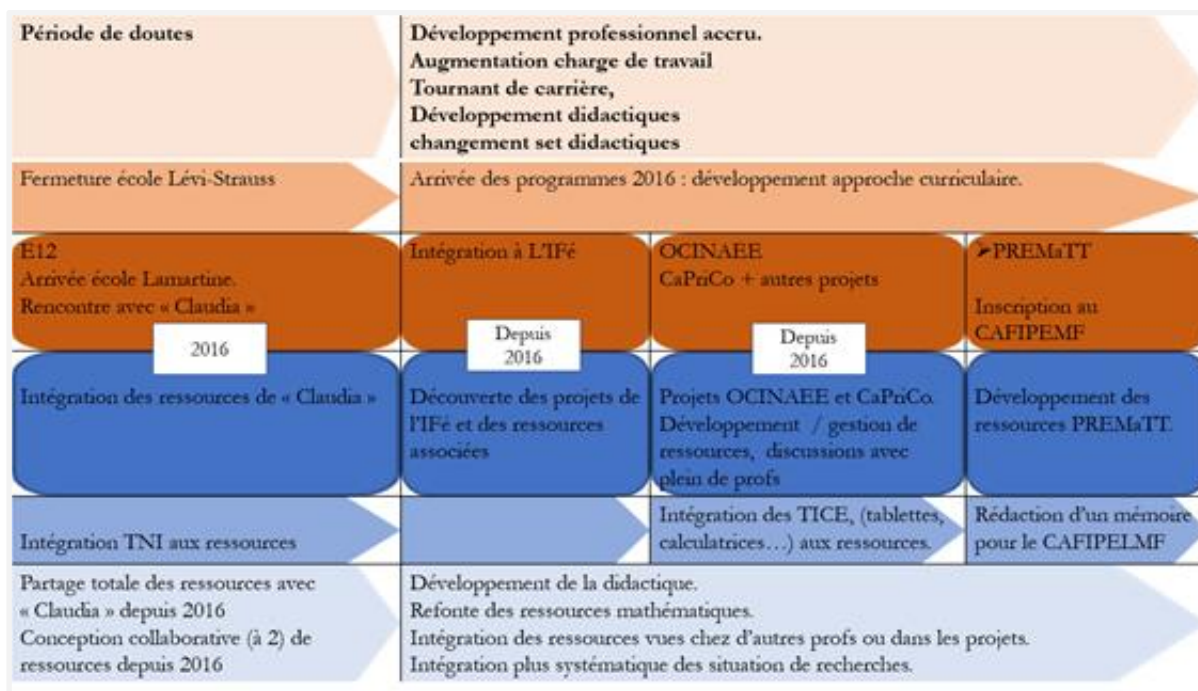 Période de doutes
Développement professionnel accru.
Augmentation charge de travail
Tournant de carrière,
Développement didactiques
changement set didactiques
Fermeture école Lévi-Strauss
Arrivée des programmes 2016 : développement approche curriculaire.
E12
Arrivée école Lamartine.
Rencontre avec « Claudia »
Intégration à L'IFé
OCINAEE
CaPriCo + autres projets
➤PREMaTT
Inscription au
CAFIPEMF
2016
Depuis
2016
Depuis
2016
Intégration des ressources de « Claudia »
Découverte des projets de
l'IFé et des ressources
associées
Projets OCINAEE et CaPriCo.
Développement / gestion de
ressources, discussions avec
plein de profs
Développement des
ressources PREMaTT.
Intégration TNI aux ressources
Intégration des TICE, (tablettes,
calculatrices…) aux ressources.
Rédaction d'un mémoire
pour le CAFIPELMF
Partage totale des ressources avec
« Claudia » depuis 2016
Conception collaborative (à 2) de
ressources depuis 2016
Développement de la didactique.
Refonte des ressources mathématiques.
Intégration des ressources vues chez d'autres profs ou dans les projets.
Intégration plus systématique des situation de recherches.